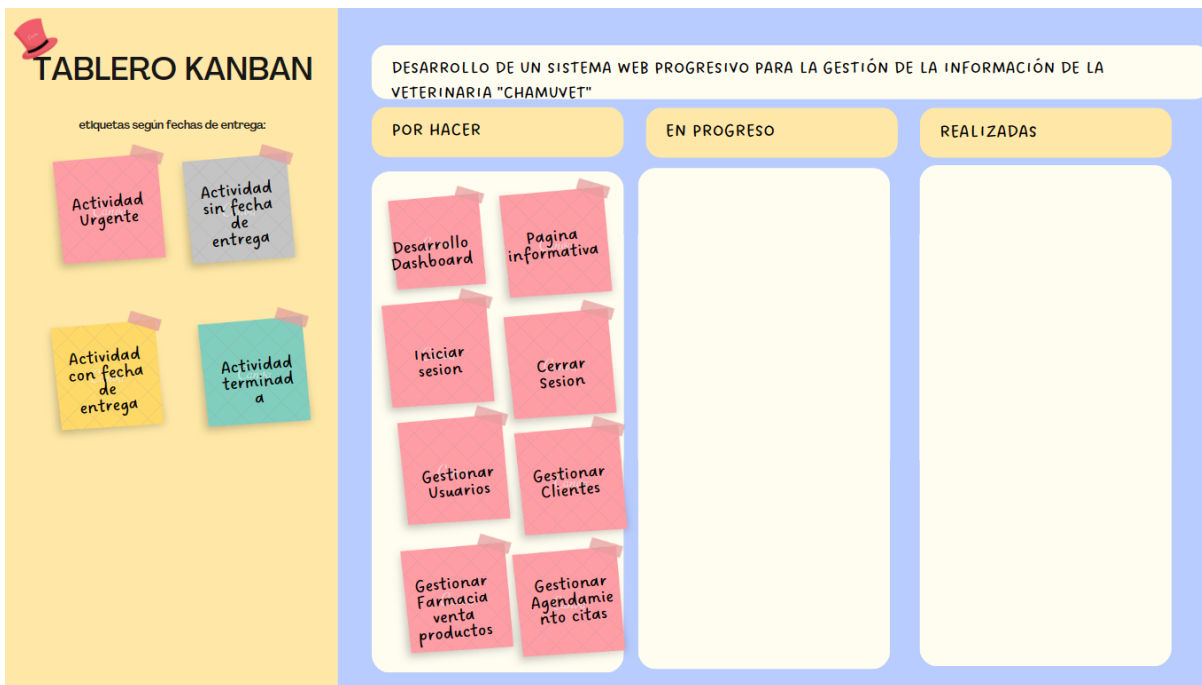 TABLERO KANBAN
etiquetas según fechas de entrega:
Actividad
Urgente
Actividad
sin fecha
de
entrega
Actividad
con fecha
de
entrega
Actividad
terminad
a
DESARROLLO DE UN SISTEMA WEB PROGRESIVO PARA LA GESTIÓN DE LA INFORMACIÓN DE LA
VETERINARIA "CHAMUVET"
POR HACER
EN PROGRESO
REALIZADAS
Desarrollo
Dashboard
Pagina
informativa
Iniciar
sesion
Cerrar
Sesion
Gestionar
Usuarios
Gestionar
Clientes
Gestionar
Farmacia
venta
productos
Gestionar
Agendamie
nto citas